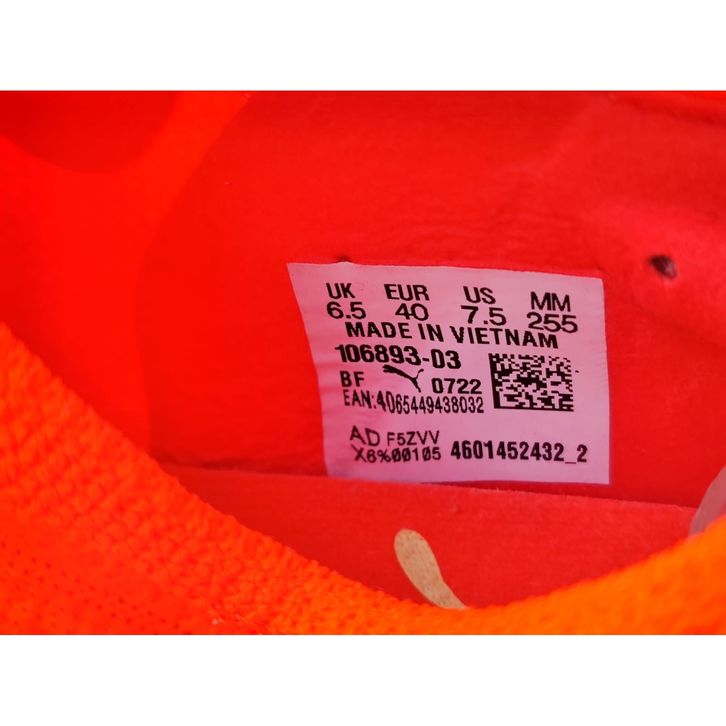 UK EUR US MM
6.5 40 7.5 255
MADE IN VIETNAM
106893-03
BF 0722
EAN:4065449438032
AD F5ZVV
X6%00105 4601452432_2